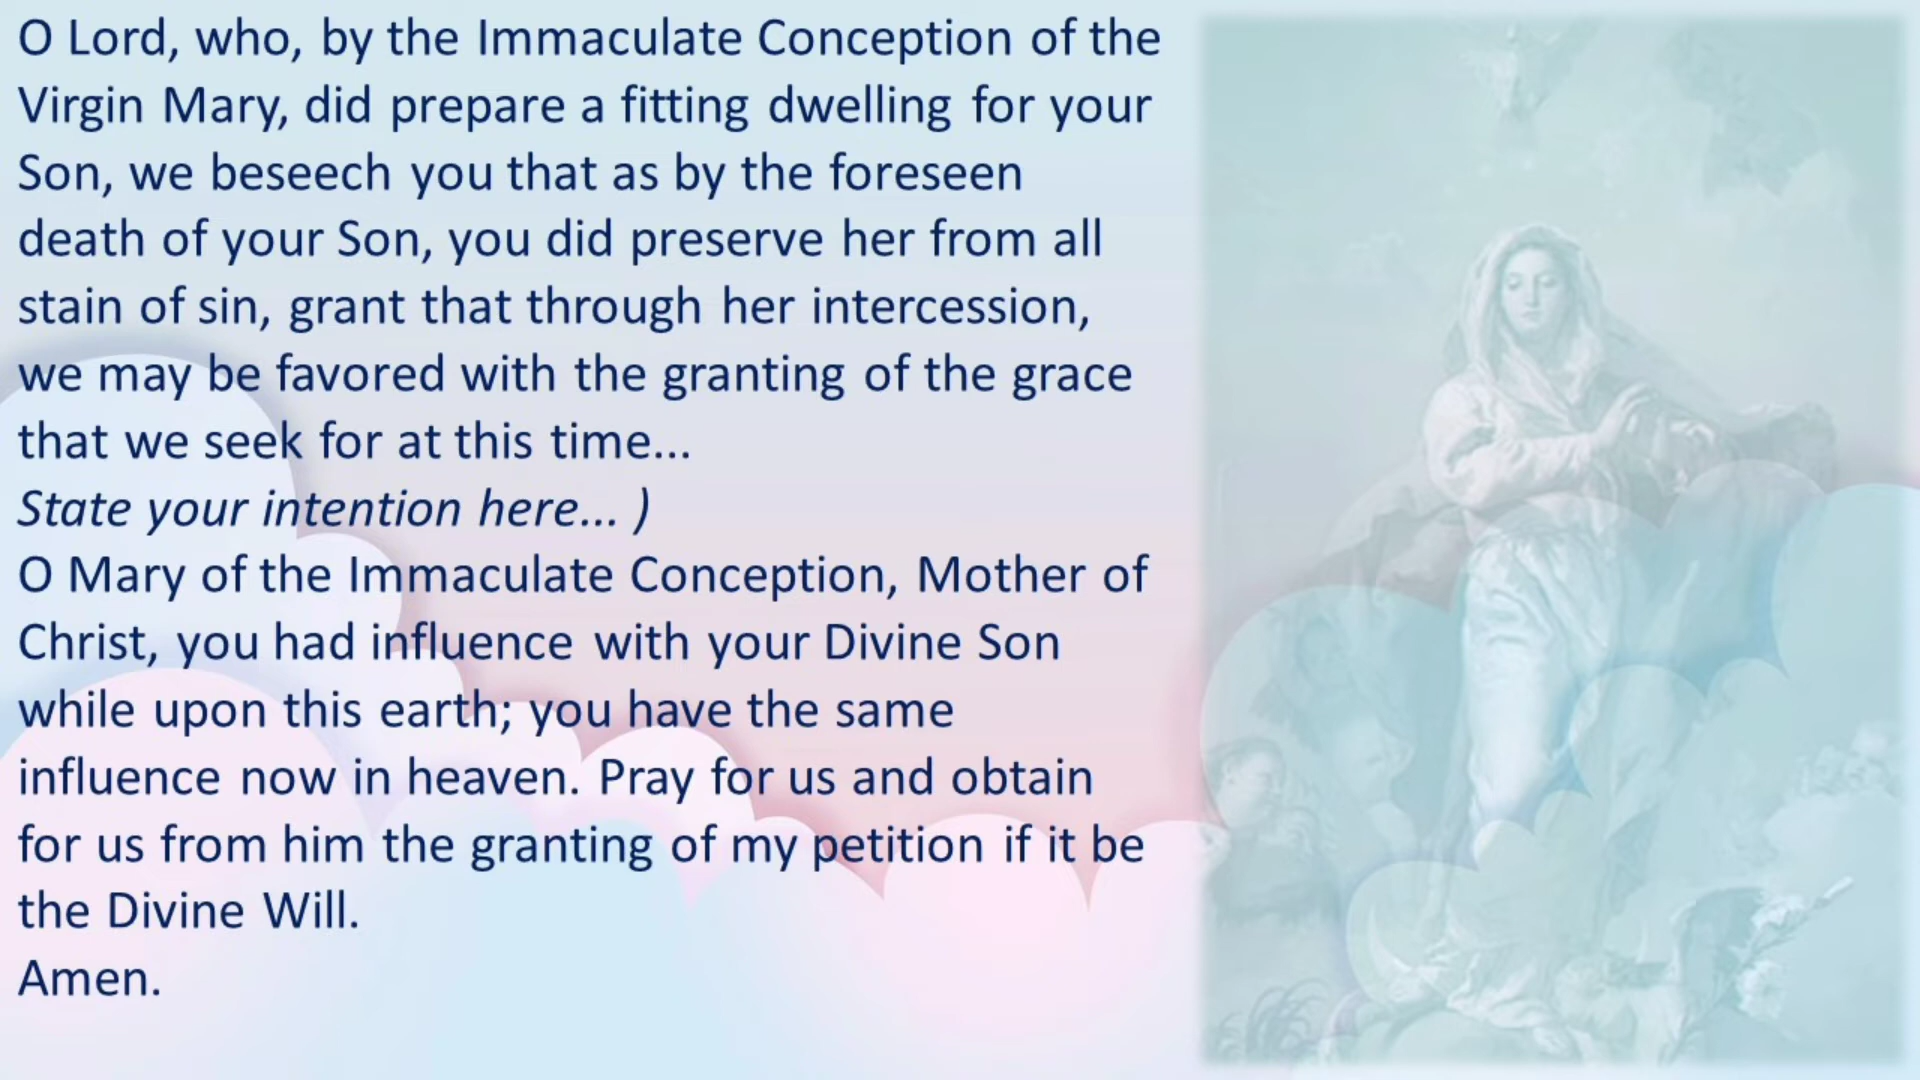 O Lord, who, by the Immaculate Conception of the
Virgin Mary, did prepare a fitting dwelling for your
Son, we beseech you that as by the foreseen
death of your Son, you did preserve her from all
stain of sin, grant that through her intercession,
we may be favored with the granting of the grace
that we seek for at this time...
State your intention here... )
O Mary of the Immaculate Conception, Mother of
Christ, you had influence with your Divine Son
while upon this earth; you have the same
influence now in heaven. Pray for us and obtain
for us from him the granting of my petition if it be
the Divine Will.
Amen.